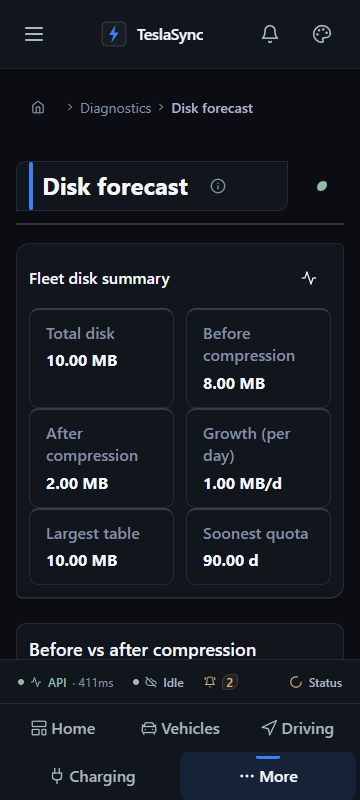 TeslaSync
Diagnostics
Disk forecast
Disk forecast
Fleet disk summary
Total disk
10.00 MB
Before
compression
8.00 MB
After
compression
2.00 MB
Growth (per
day)
1.00 MB/d
Largest table
10.00 MB
Soonest quota
90.00 d
Before vs after compression
API · 411ms
Idle
2
Status
Home
Vehicles
Driving
Charging
More